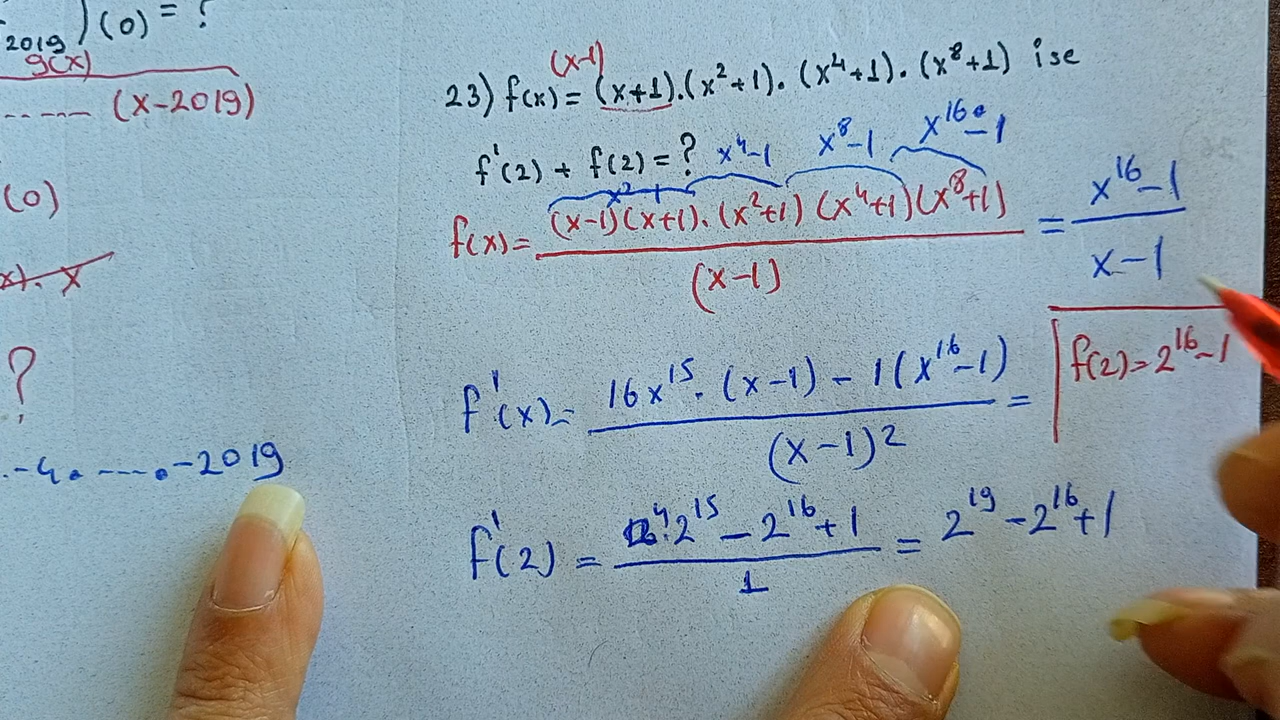 2019)(0) = ?
g(x)
..---- (x-2019)
(0)
x). x
?
.-4. ----.-2019
(x-1)
23) f(x) = (x+1).(x²+1).(x⁴+1).(x⁸+1) ise
f'(2) + f(2) = ?
x²-1 x⁴-1 x⁸-1 x¹⁶-1
f(x) = (x-1)(x+1).(x²+1)(x⁴+1)(x⁸+1) / (x-1) = x¹⁶-1 / x-1
f(2) = 2¹⁶-1
f'(x) = 16x¹⁵.(x-1) - 1(x¹⁶-1) / (x-1)² =
f'(2) = 2⁴.2¹⁵ - 2¹⁶ + 1 / 1 = 2¹⁹ - 2¹⁶ + 1